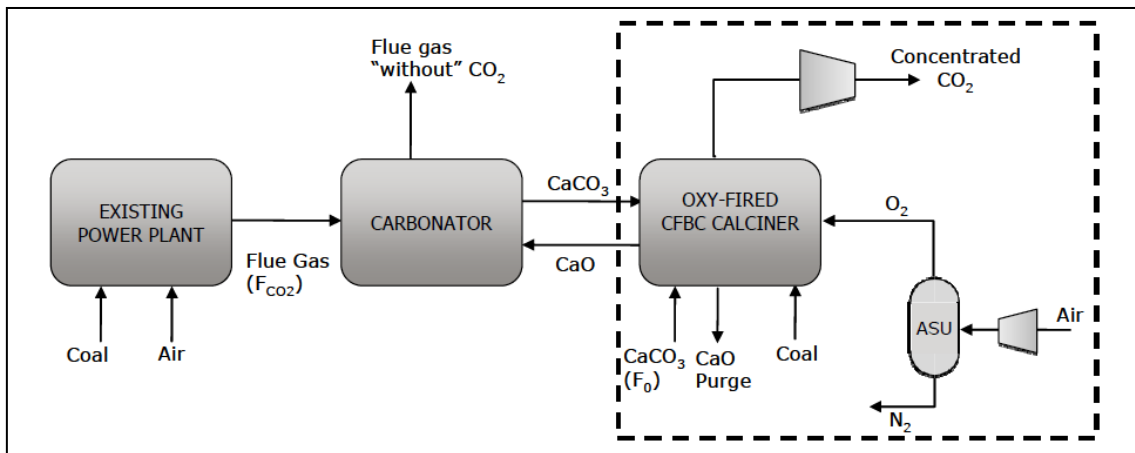 Flue gas
“without” CO₂
Concentrated
CO₂
EXISTING
POWER PLANT
CARBONATOR
CaCO₃
OXY-FIRED
CFBC CALCINER
O₂
Flue Gas
(F_CO2)
CaO
ASU
Air
Coal
Air
CaCO₃
(F₀)
CaO
Purge
Coal
N₂